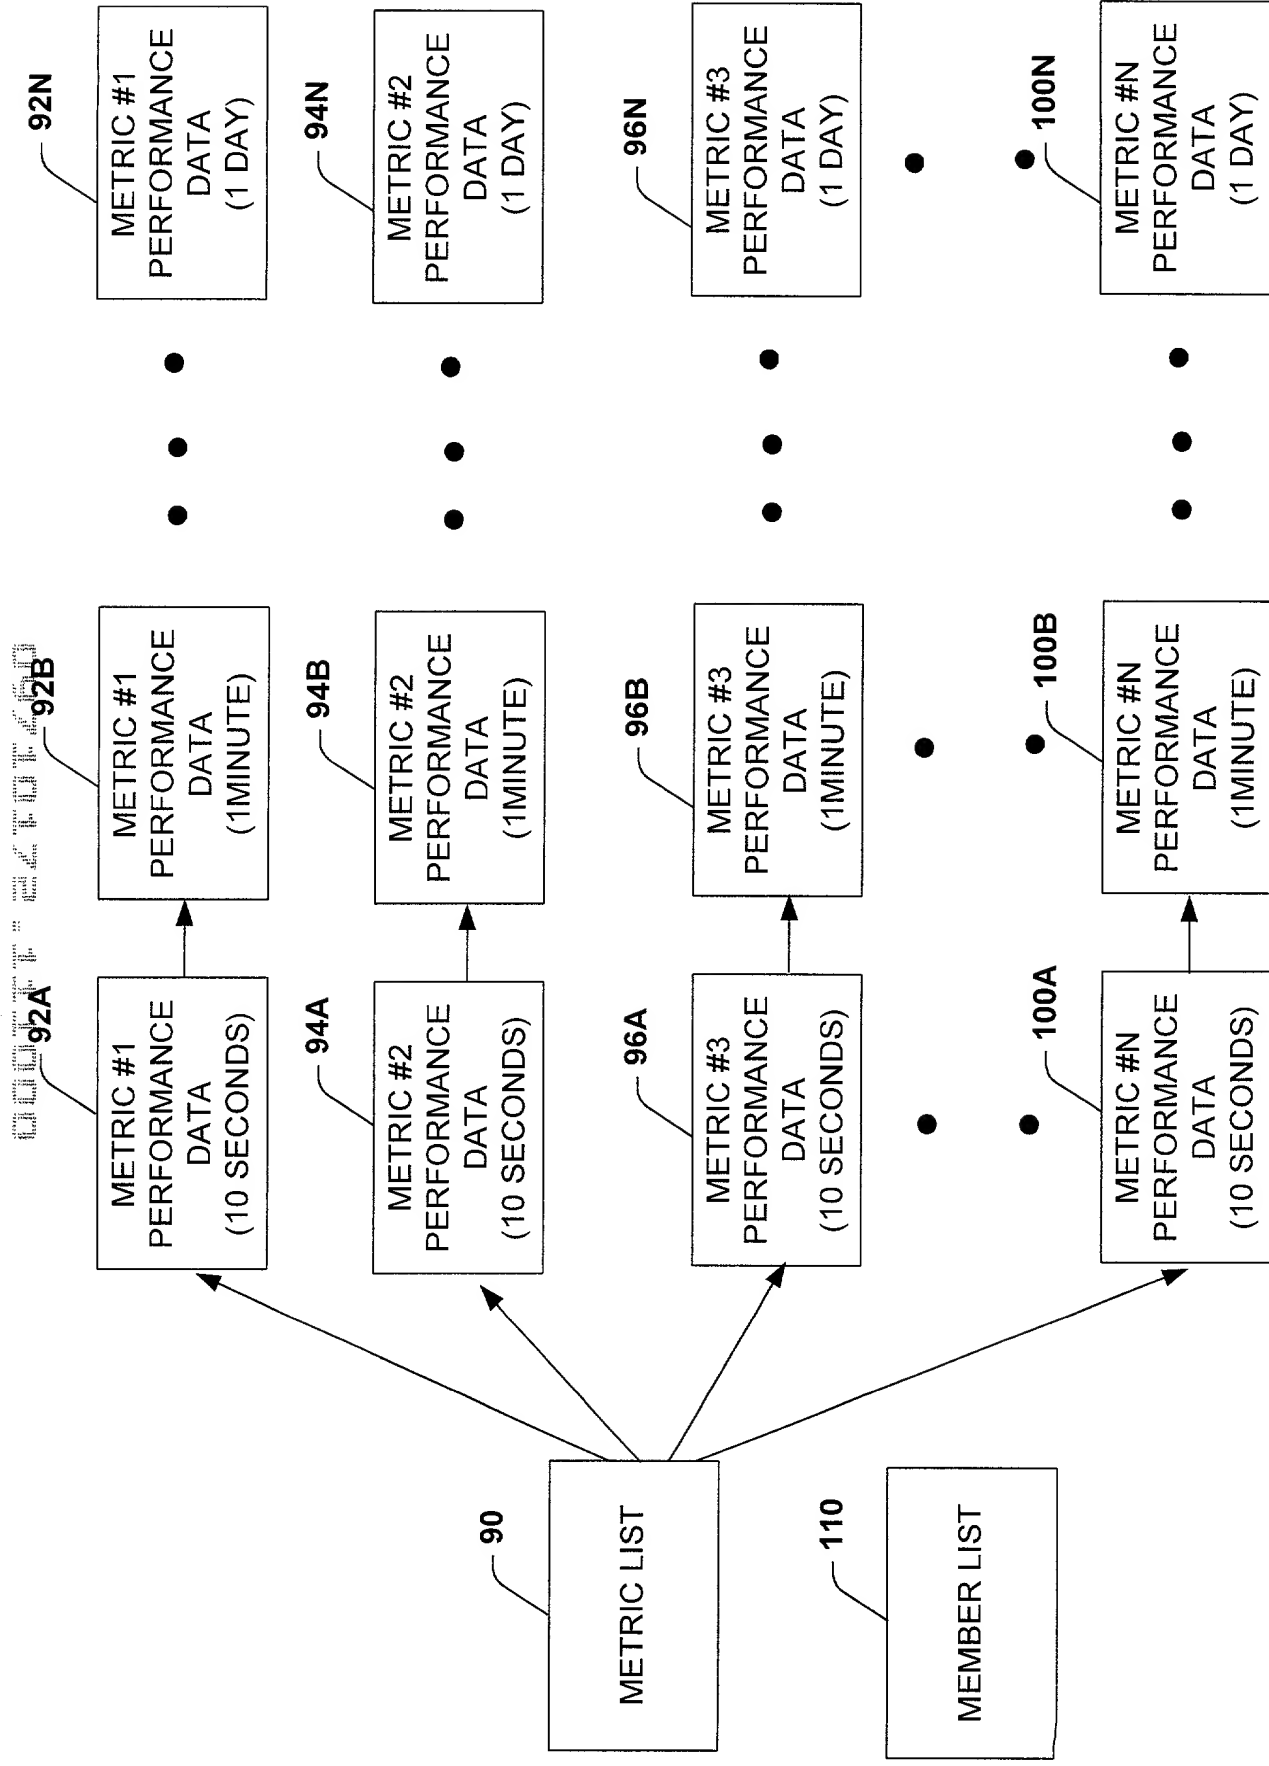 90
METRIC LIST
110
MEMBER LIST
92A
METRIC #1
PERFORMANCE
DATA
(10 SECONDS)
92B
METRIC #1
PERFORMANCE
DATA
(1MINUTE)
92N
METRIC #1
PERFORMANCE
DATA
(1 DAY)
94A
METRIC #2
PERFORMANCE
DATA
(10 SECONDS)
94B
METRIC #2
PERFORMANCE
DATA
(1MINUTE)
94N
METRIC #2
PERFORMANCE
DATA
(1 DAY)
96A
METRIC #3
PERFORMANCE
DATA
(10 SECONDS)
96B
METRIC #3
PERFORMANCE
DATA
(1MINUTE)
96N
METRIC #3
PERFORMANCE
DATA
(1 DAY)
100A
METRIC #N
PERFORMANCE
DATA
(10 SECONDS)
100B
METRIC #N
PERFORMANCE
DATA
(1MINUTE)
100N
METRIC #N
PERFORMANCE
DATA
(1 DAY)